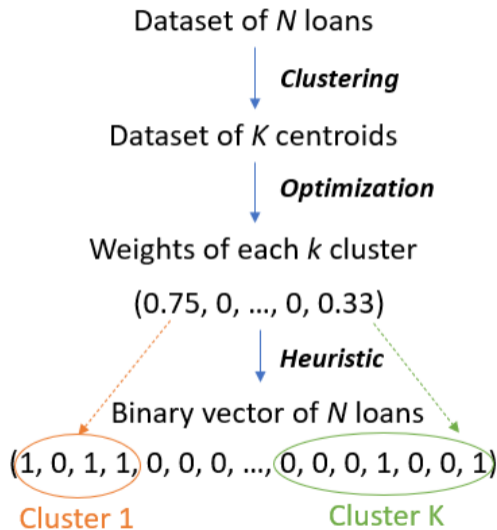 Dataset of N loans
Clustering
Dataset of K centroids
Optimization
Weights of each k cluster
(0.75, 0, ..., 0, 0.33)
Heuristic
Binary vector of N loans
(1, 0, 1, 1, 0, 0, 0, ..., 0, 0, 0, 1, 0, 0, 1)
Cluster 1
Cluster K